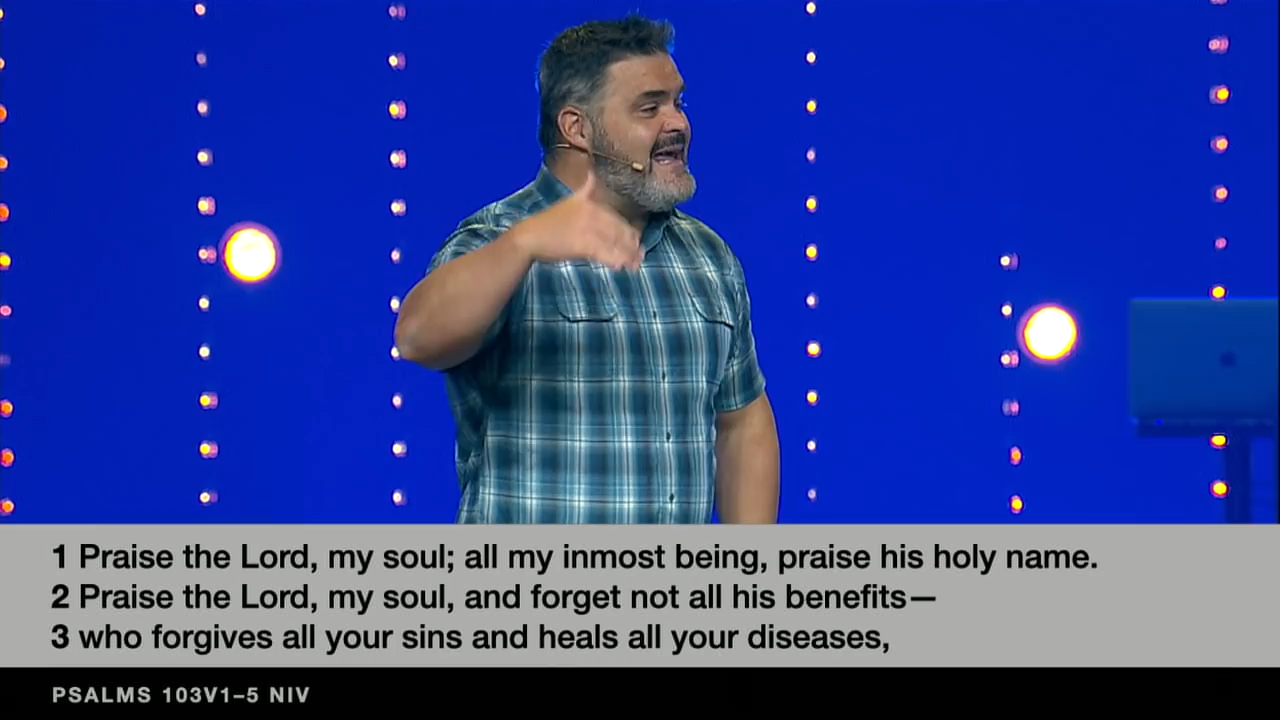 1 Praise the Lord, my soul; all my inmost being, praise his holy name.
2 Praise the Lord, my soul, and forget not all his benefits—
3 who forgives all your sins and heals all your diseases,
PSALMS 103V1–5 NIV